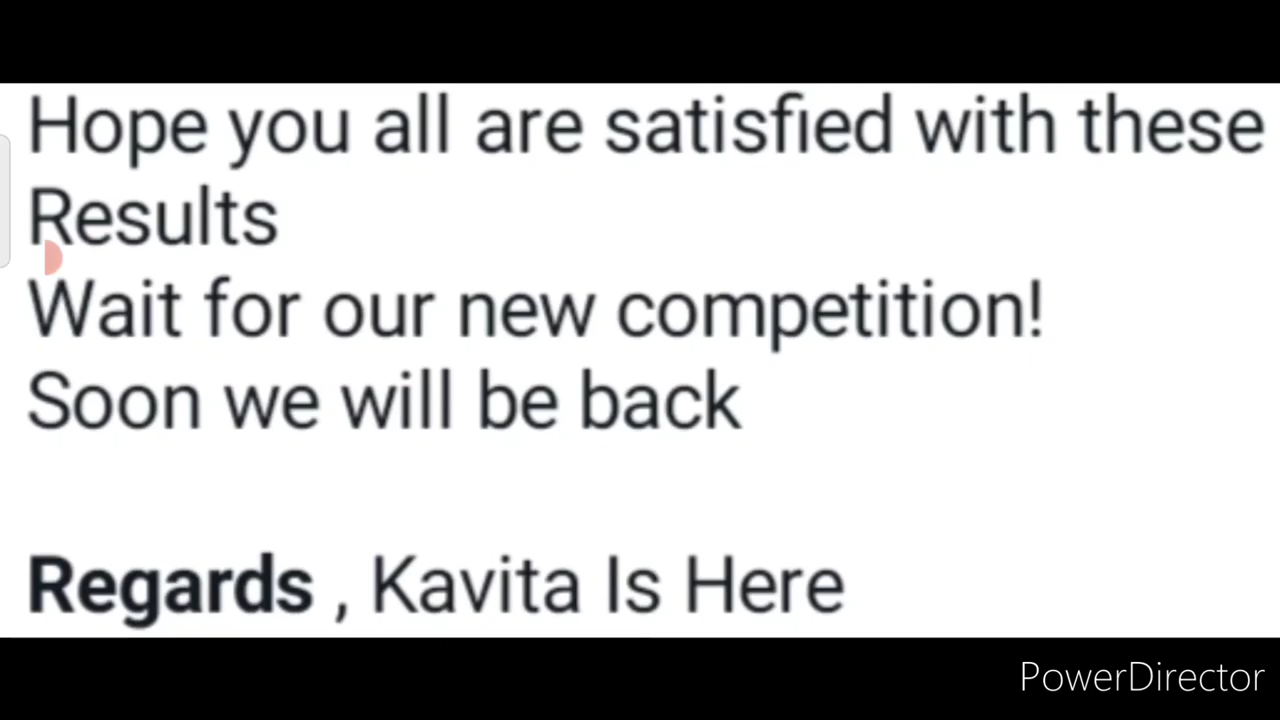 Hope you all are satisfied with these
Results
Wait for our new competition!
Soon we will be back
Regards , Kavita Is Here
PowerDirector